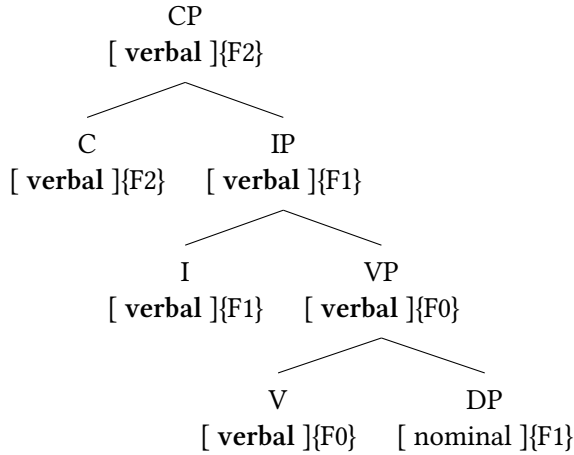 CP
[ verbal ]{F2}
C IP
[ verbal ]{F2} [ verbal ]{F1}
I VP
[ verbal ]{F1} [ verbal ]{F0}
V DP
[ verbal ]{F0} [ nominal ]{F1}